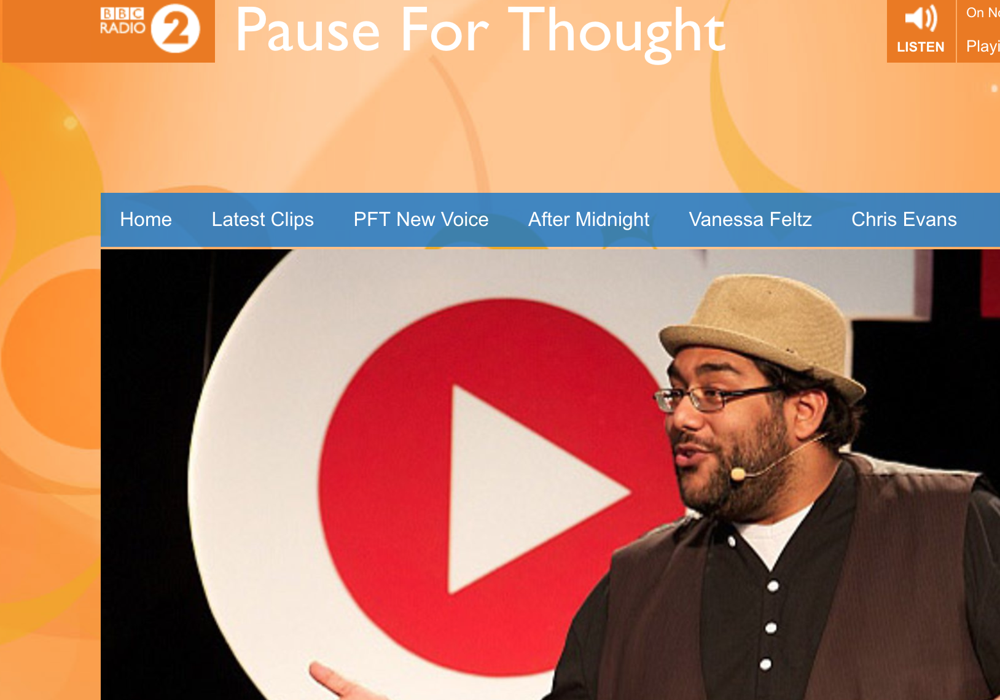 BBC
RADIO 2
Pause For Thought
LISTEN
On
Home Latest Clips PFT New Voice After Midnight Vanessa Feltz Chris Evans